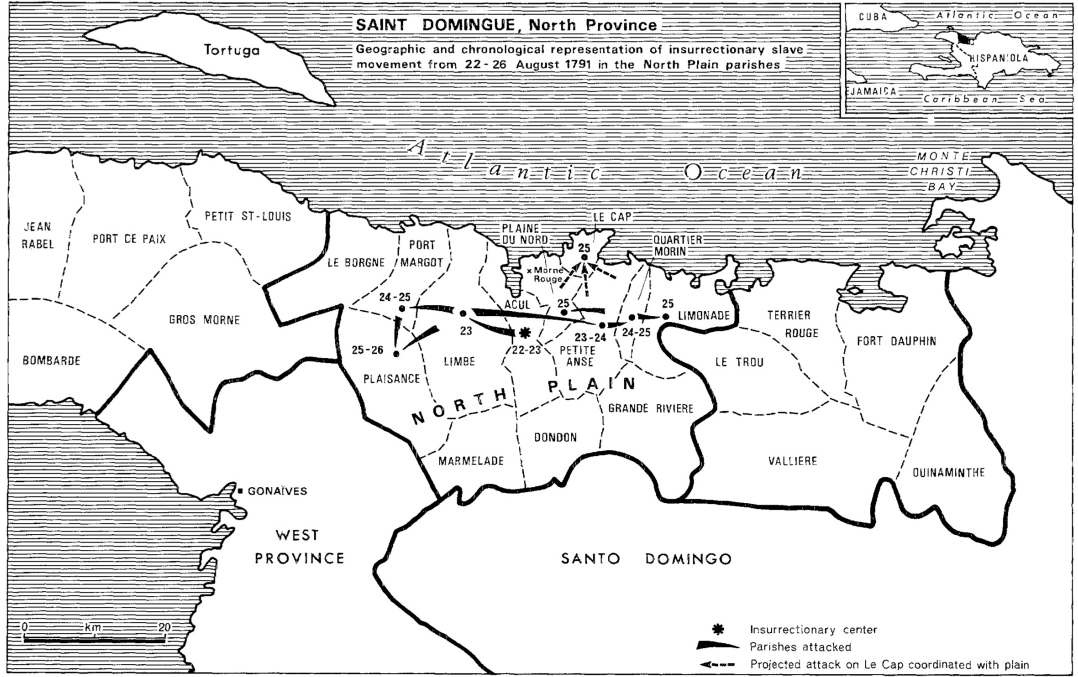 SAINT DOMINGUE, North Province
Geographic and chronological representation of insurrectionary slave
movement from 22-26 August 1791 in the North Plain parishes
CUBA
Atlantic Ocean
HISPANIOLA
JAMAICA
Caribbean Sea
Tortuga
Atlantic Ocean
MONTE
CHRISTI
BAY
JEAN
RABEL
PORT DE PAIX
PETIT ST-LOUIS
LE BORGNE
PORT
MARGOT
PLAINE
DU NORD
LE CAP
QUARTIER
MORIN
25
x Morne
Rouge
GROS MORNE
BOMBARDE
24-25
23
ACUL
25
23-24
24-25
25
LIMONADE
TERRIER
ROUGE
FORT DAUPHIN
25-26
PLAISANCE
LIMBE
22-23
PETITE
ANSE
LE TROU
NORTH PLAIN
GRANDE RIVIERE
DONDON
MARMELADE
VALLIERE
OUINAMINTHE
GONAÏVES
WEST
PROVINCE
SANTO DOMINGO
0 km 20
Insurrectionary center
Parishes attacked
Projected attack on Le Cap coordinated with plain